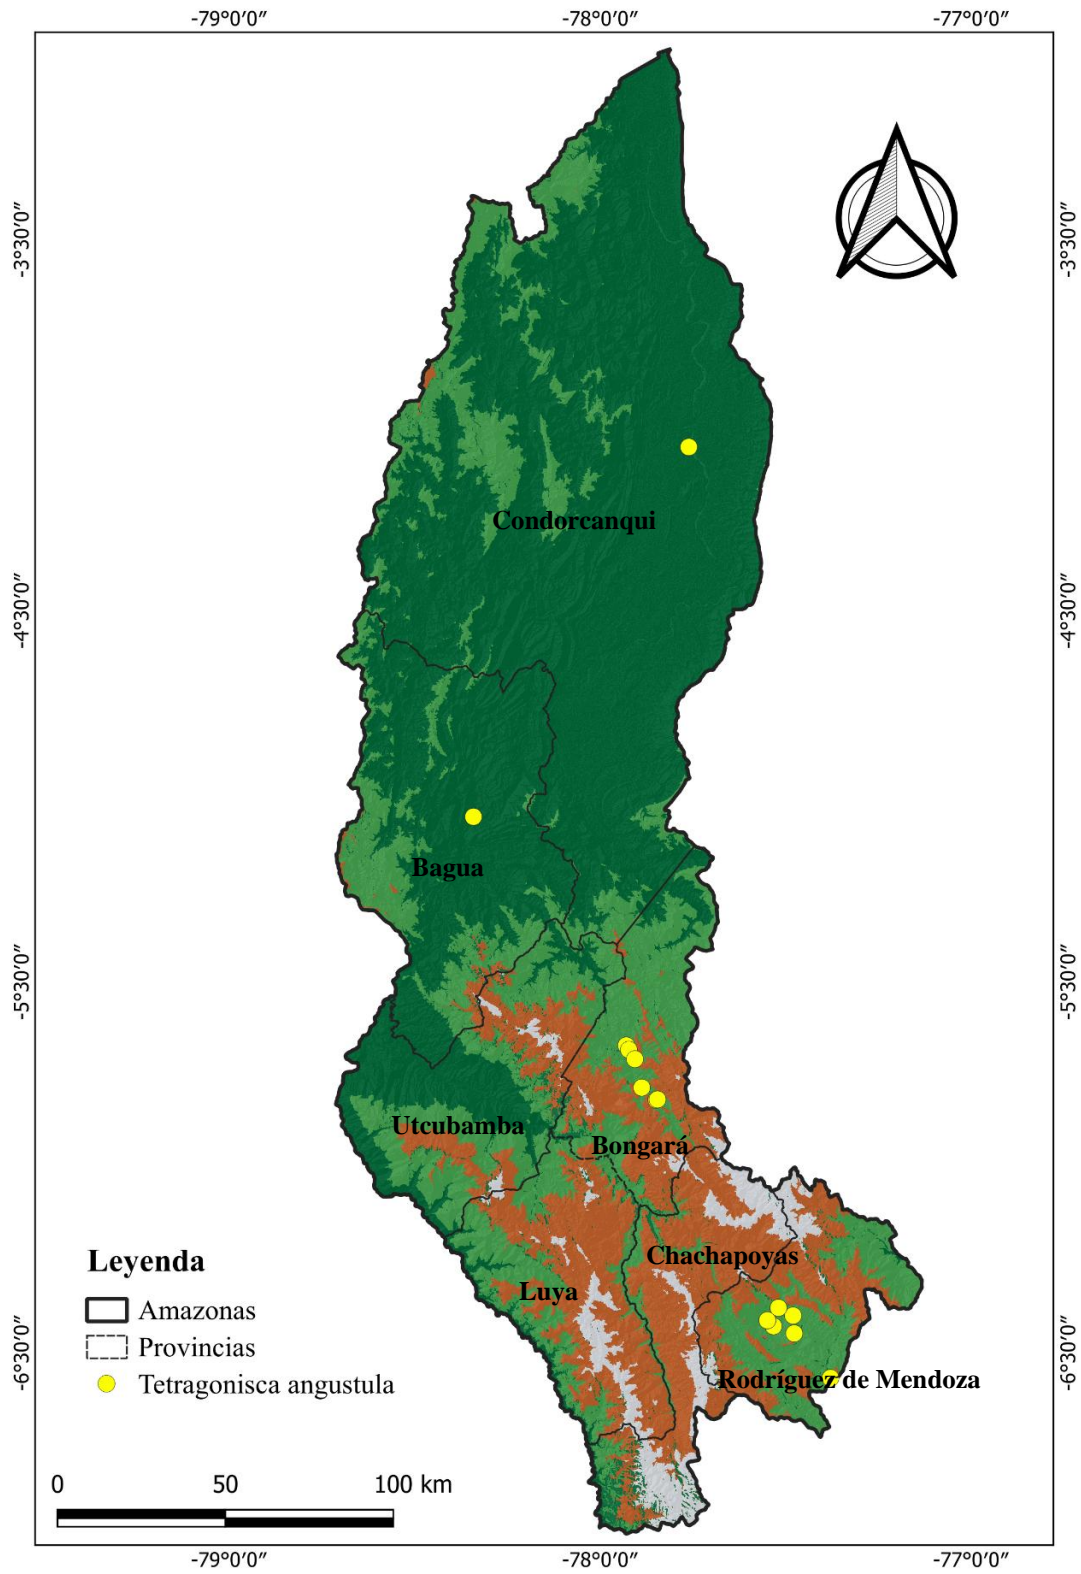 -79°0′0″ -78°0′0″ -77°0′0″
-3°30′0″ -3°30′0″
Condorcanqui
-4°30′0″ -4°30′0″
Bagua
-5°30′0″ -5°30′0″
Utcubamba
Bongará
Chachapoyas
Leyenda
Luya
Amazonas
Provincias
-6°30′0″ -6°30′0″
Rodríguez de Mendoza
Tetragonisca angustula
0 50 100 km
-79°0′0″ -78°0′0″ -77°0′0″